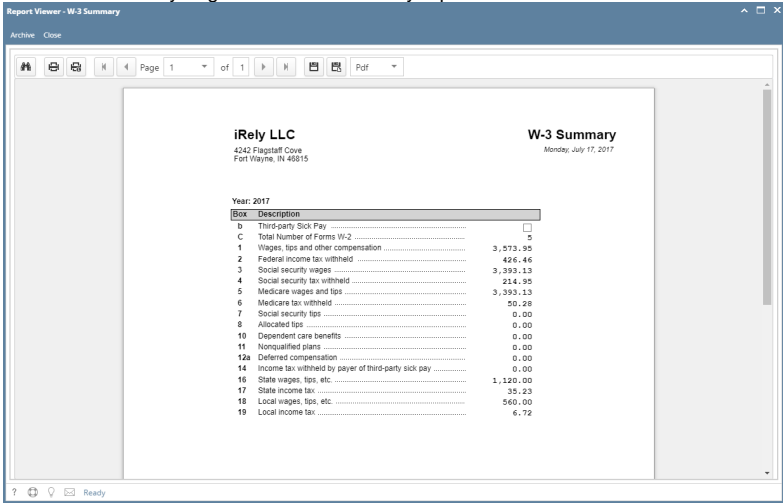 Report Viewer - W-3 Summary
Archive Close
Page 1 of 1 Pdf
iRely LLC W-3 Summary
4242 Flagstaff Cove Monday, July 17, 2017
Fort Wayne, IN 46815
Year: 2017
Box Description
b Third-party Sick Pay
C Total Number of Forms W-2 5
1 Wages, tips and other compensation 3,573.95
2 Federal income tax withheld 426.46
3 Social security wages 3,393.13
4 Social security tax withheld 214.95
5 Medicare wages and tips 3,393.13
6 Medicare tax withheld 50.28
7 Social security tips 0.00
8 Allocated tips 0.00
10 Dependent care benefits 0.00
11 Nonqualified plans 0.00
12a Deferred compensation 0.00
14 Income tax withheld by payer of third-party sick pay 0.00
16 State wages, tips, etc. 1,120.00
17 State income tax 35.23
18 Local wages, tips, etc. 560.00
19 Local income tax 6.72
? Ready